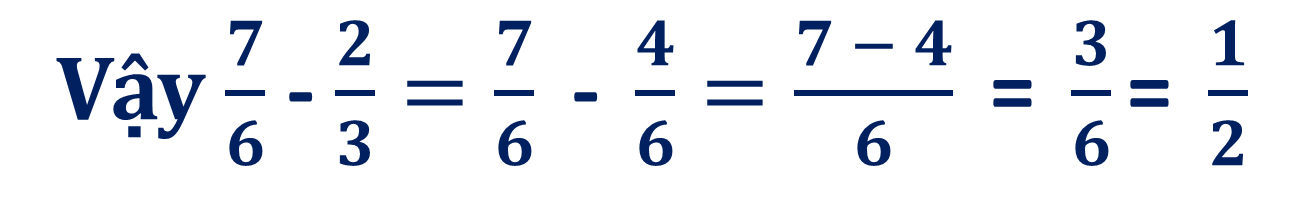 Vậy 7/6 - 2/3 = 7/6 - 4/6 = (7 − 4)/6 = 3/6 = 1/2